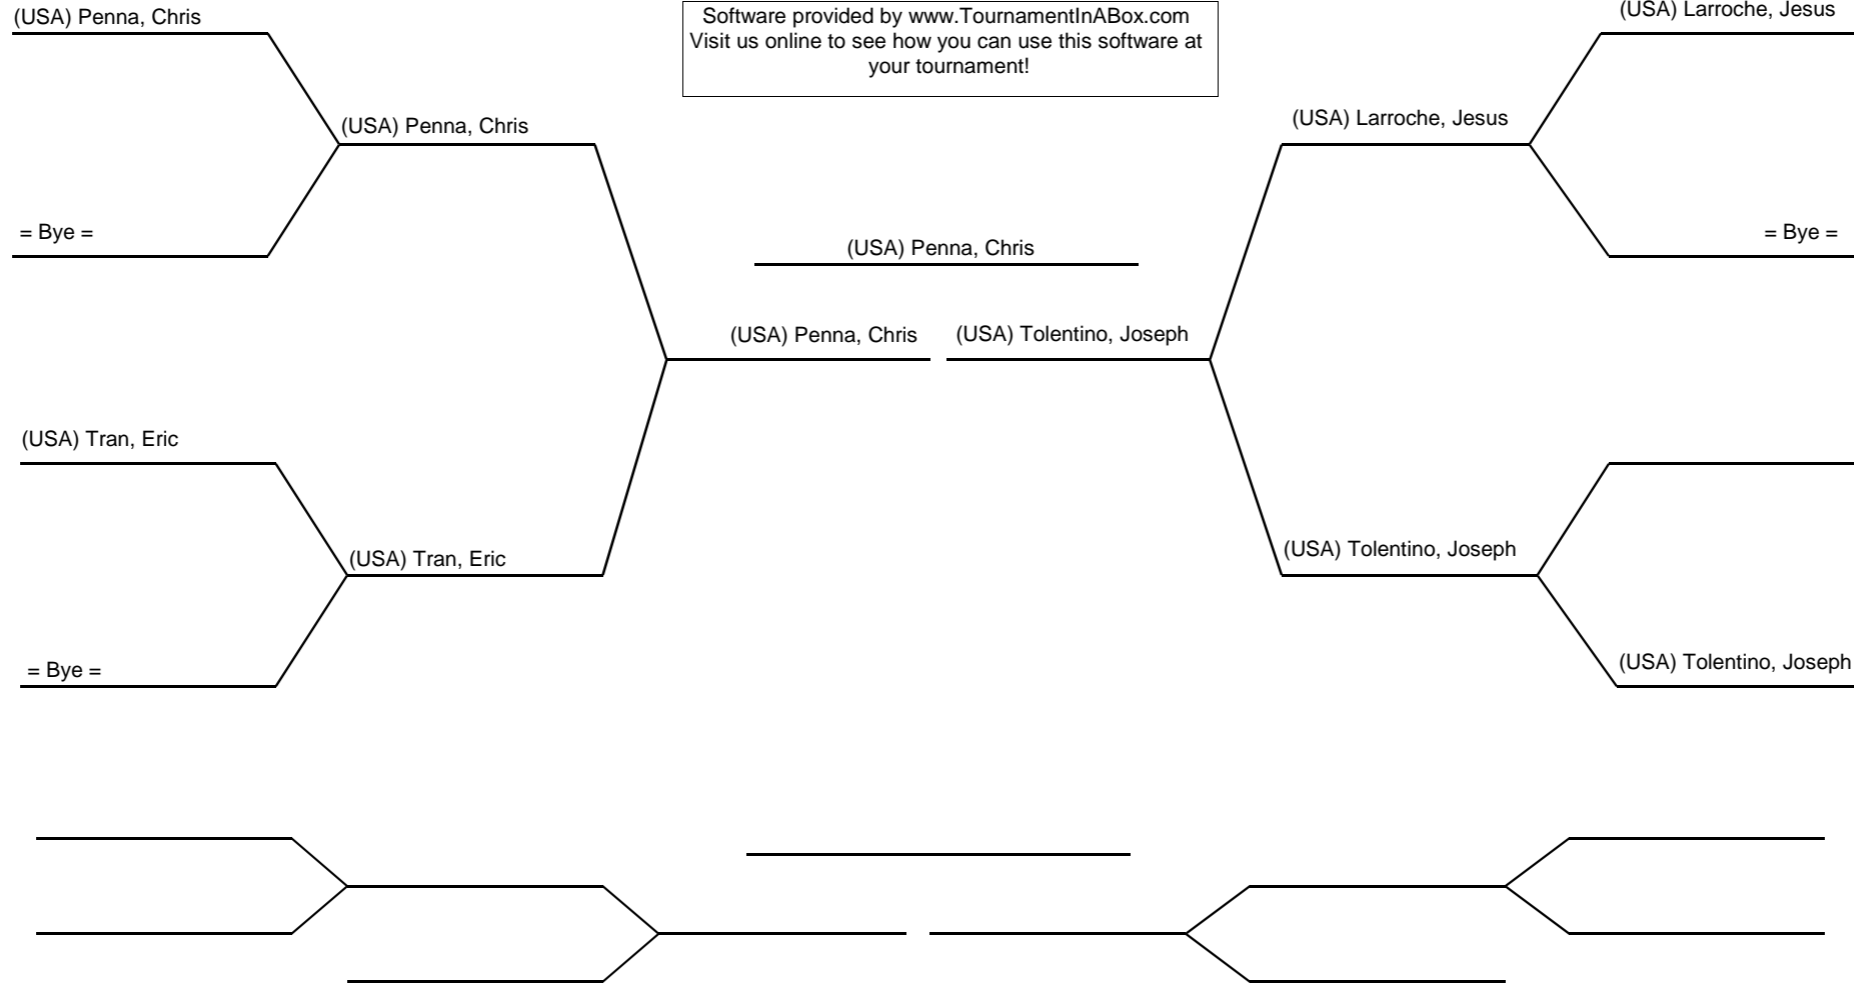 (USA) Penna, Chris
Software provided by www.TournamentInABox.com
Visit us online to see how you can use this software at
your tournament!
(USA) Larroche, Jesus
(USA) Penna, Chris
(USA) Larroche, Jesus
= Bye =
= Bye =
(USA) Penna, Chris
(USA) Penna, Chris
(USA) Tolentino, Joseph
(USA) Tran, Eric
(USA) Tran, Eric
(USA) Tolentino, Joseph
= Bye =
(USA) Tolentino, Joseph